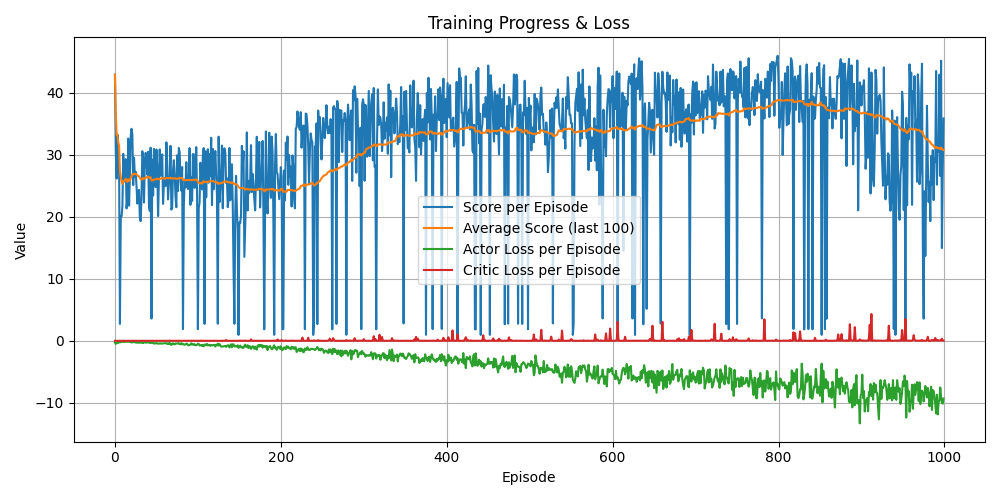 Training Progress & Loss
Value
40
30
20
10
0
−10
Score per Episode
Average Score (last 100)
Actor Loss per Episode
Critic Loss per Episode
0 200 400 600 800 1000
Episode